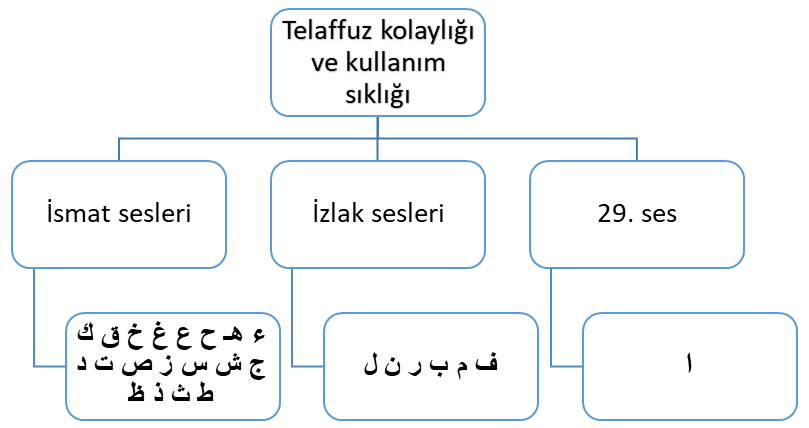 Telaffuz kolaylığı
ve kullanım
sıklığı
İsmat sesleri
İzlak sesleri
29. ses
ء هـ ح ع غ خ ق ك
ج ش س ز ص ت د
ط ث ذ ظ
ف م ب ر ن ل
ا